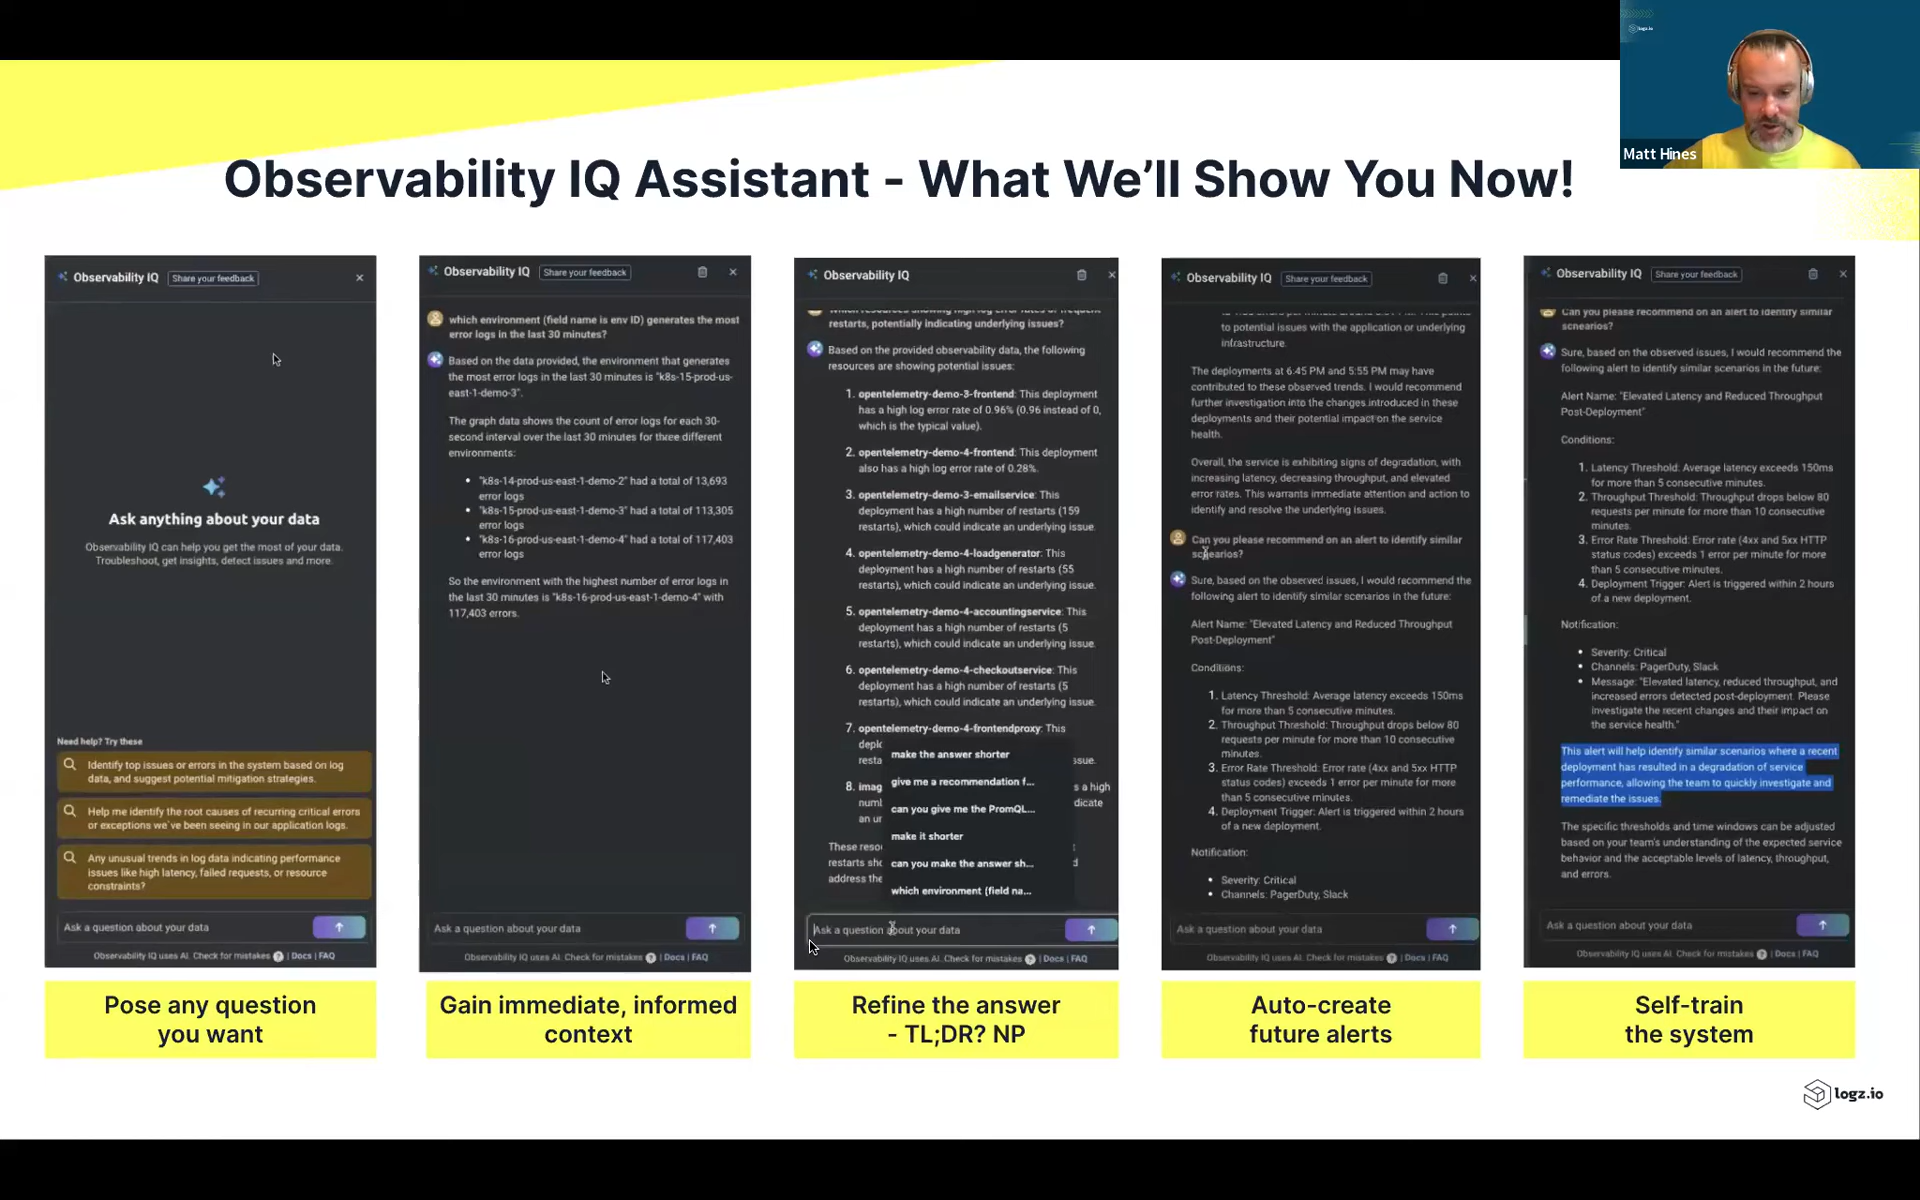 logz.io
Matt Hines
Observability IQ Assistant - What We'll Show You Now!
Observability IQ
Share your feedback
Ask anything about your data
Observability IQ can help you get the most of your data.
Troubleshoot, get insights, detect issues and more.
Need help? Try these
Identify top issues or errors in the system based on log
data, and suggest potential mitigation strategies.
Help me identify the root causes of recurring critical errors
or exceptions we've been seeing in our application logs.
Any unusual trends in log data indicating performance
issues like high latency, failed requests, or resource
constraints?
Ask a question about your data
Observability IQ uses AI. Check for mistakes ? | Docs | FAQ
Pose any question
you want
Observability IQ
Share your feedback
which environment (field name is env ID) generates the most
error logs in the last 30 minutes?
Based on the data provided, the environment that generates
the most error logs in the last 30 minutes is "k8s-15-prod-us-
east-1-demo-3".
The graph data shows the count of error logs for each 30-
second interval over the last 30 minutes for three different
environments:
• "k8s-14-prod-us-east-1-demo-2" had a total of 13,693
error logs
• "k8s-15-prod-us-east-1-demo-3" had a total of 113,305
error logs
• "k8s-16-prod-us-east-1-demo-4" had a total of 117,403
error logs
So the environment with the highest number of error logs in
the last 30 minutes is "k8s-16-prod-us-east-1-demo-4" with
117,403 errors.
Ask a question about your data
Observability IQ uses AI. Check for mistakes ? | Docs | FAQ
Gain immediate, informed
context
Observability IQ
restarts, potentially indicating underlying issues?
Based on the provided observability data, the following
resources are showing potential issues:
1. opentelemetry-demo-3-frontend: This deployment
has a high log error rate of 0.96% (0.96 instead of 0,
which is the typical value).
2. opentelemetry-demo-4-frontend: This deployment
also has a high log error rate of 0.28%.
3. opentelemetry-demo-3-emailservice: This
deployment has a high number of restarts (159
restarts), which could indicate an underlying issue.
4. opentelemetry-demo-4-loadgenerator: This
deployment has a high number of restarts (55
restarts), which could indicate an underlying issue.
5. opentelemetry-demo-4-accountingservice: This
deployment has a high number of restarts (5
restarts), which could indicate an underlying issue.
6. opentelemetry-demo-4-checkoutservice: This
deployment has a high number of restarts (5
restarts), which could indicate an underlying issue.
7. opentelemetry-demo-4-frontendproxy: This
8. imag
s a high
make the answer shorter
give me a recommendation f...
can you give me the PromQL...
make it shorter
can you make the answer sh...
which environment (field na...
restarts
address the
Ask a question about your data
Observability IQ uses AI. Check for mistakes ? | Docs | FAQ
Refine the answer
- TL;DR? NP
Observability IQ
Share your feedback
to potential issues with the application or underlying
infrastructure.
The deployments at 6:45 PM and 5:55 PM may have
contributed to these observed trends. I would recommend
further investigation into the changes introduced in these
deployments and their potential impact on the service
health.
Overall, the service is exhibiting signs of degradation, with
increasing latency, decreasing throughput, and elevated
error rates. This warrants immediate attention and action to
identify and resolve the underlying issues.
Can you please recommend on an alert to identify similar
scnearios?
Sure, based on the observed issues, I would recommend the
following alert to identify similar scenarios in the future:
Alert Name: "Elevated Latency and Reduced Throughput
Post-Deployment"
Conditions:
1. Latency Threshold: Average latency exceeds 150ms
for more than 5 consecutive minutes.
2. Throughput Threshold: Throughput drops below 80
requests per minute for more than 10 consecutive
minutes.
3. Error Rate Threshold: Error rate (4xx and 5xx HTTP
status codes) exceeds 1 error per minute for more
than 5 consecutive minutes.
4. Deployment Trigger: Alert is triggered within 2 hours
of a new deployment.
Notification:
• Severity: Critical
• Channels: PagerDuty, Slack
Ask a question about your data
Observability IQ uses AI. Check for mistakes ? | Docs | FAQ
Auto-create
future alerts
Observability IQ
Share your feedback
Can you please recommend on an alert to identify similar
scnearios?
Sure, based on the observed issues, I would recommend the
following alert to identify similar scenarios in the future:
Alert Name: "Elevated Latency and Reduced Throughput
Post-Deployment"
Conditions:
1. Latency Threshold: Average latency exceeds 150ms
for more than 5 consecutive minutes.
2. Throughput Threshold: Throughput drops below 80
requests per minute for more than 10 consecutive
minutes.
3. Error Rate Threshold: Error rate (4xx and 5xx HTTP
status codes) exceeds 1 error per minute for more
than 5 consecutive minutes.
4. Deployment Trigger: Alert is triggered within 2 hours
of a new deployment.
Notification:
• Severity: Critical
• Channels: PagerDuty, Slack
• Message: "Elevated latency, reduced throughput, and
increased errors detected post-deployment. Please
investigate the recent changes and their impact on
the service health."
This alert will help identify similar scenarios where a recent
deployment has resulted in a degradation of service
performance, allowing the team to quickly investigate and
remediate the issues.
The specific thresholds and time windows can be adjusted
based on your team's understanding of the expected service
behavior and the acceptable levels of latency, throughput,
and errors.
Ask a question about your data
Observability IQ uses AI. Check for mistakes ? | Docs | FAQ
Self-train
the system
logz.io